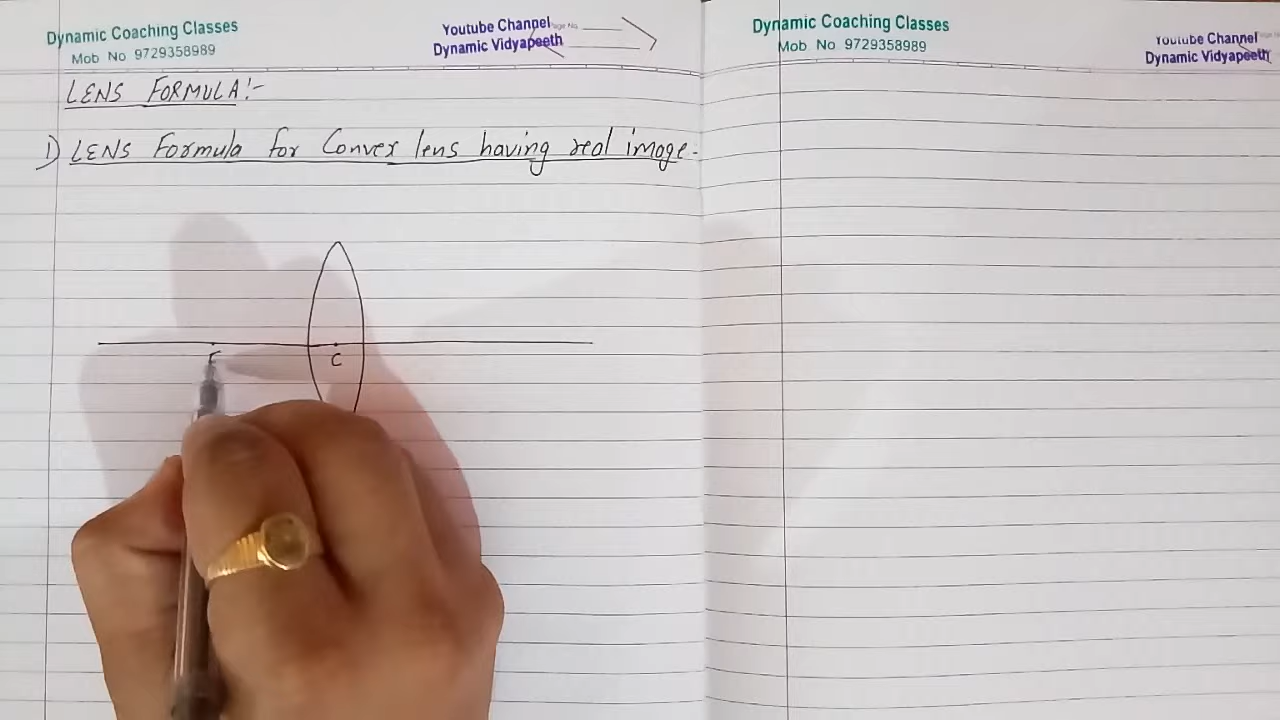 Dynamic Coaching Classes
Mob No 9729358989
Youtube Channel
Dynamic Vidyapeeth
LENS FORMULA:-
1) LENS Formula for Convex lens having real image.
F
C
Dynamic Coaching Classes
Mob No 9729358989
Youtube Channel
Dynamic Vidyapeeth